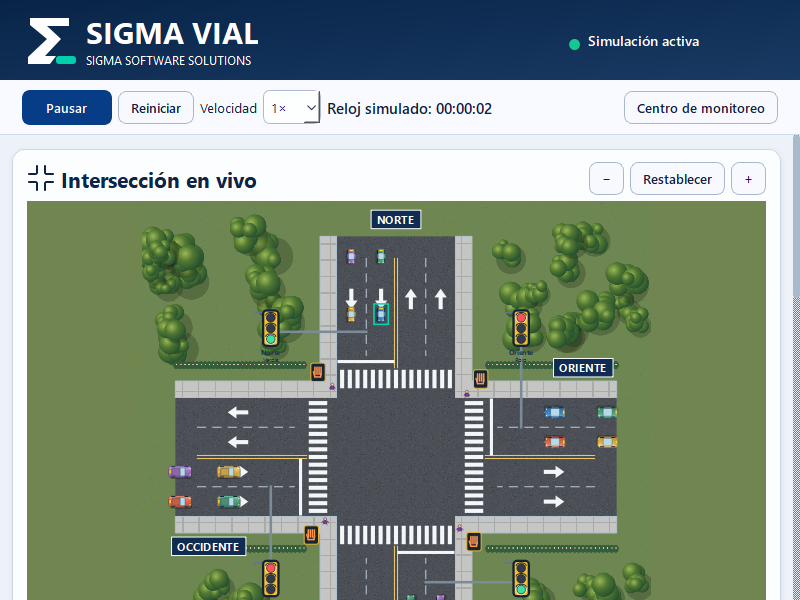 SIGMA VIAL
SIGMA SOFTWARE SOLUTIONS
Simulación activa
Pausar
Reiniciar
Velocidad
1×
Reloj simulado: 00:00:02
Centro de monitoreo
Intersección en vivo
−
Restablecer
+
NORTE
ORIENTE
OCCIDENTE